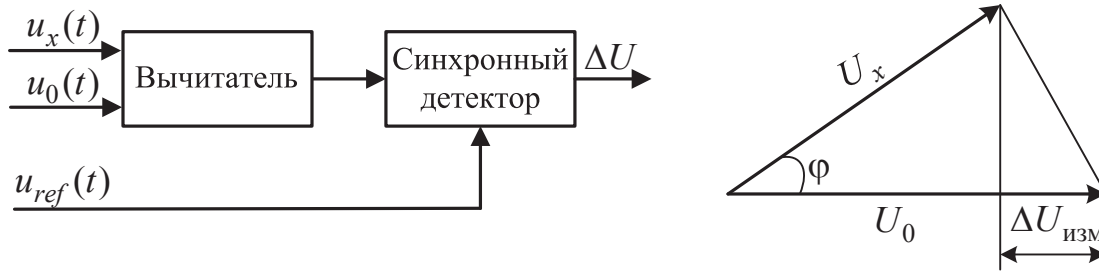 u_x(t)
u_0(t)
Вычитатель
Синхронный
детектор
ΔU
u_ref(t)
U_x
φ
U_0
ΔU_изм